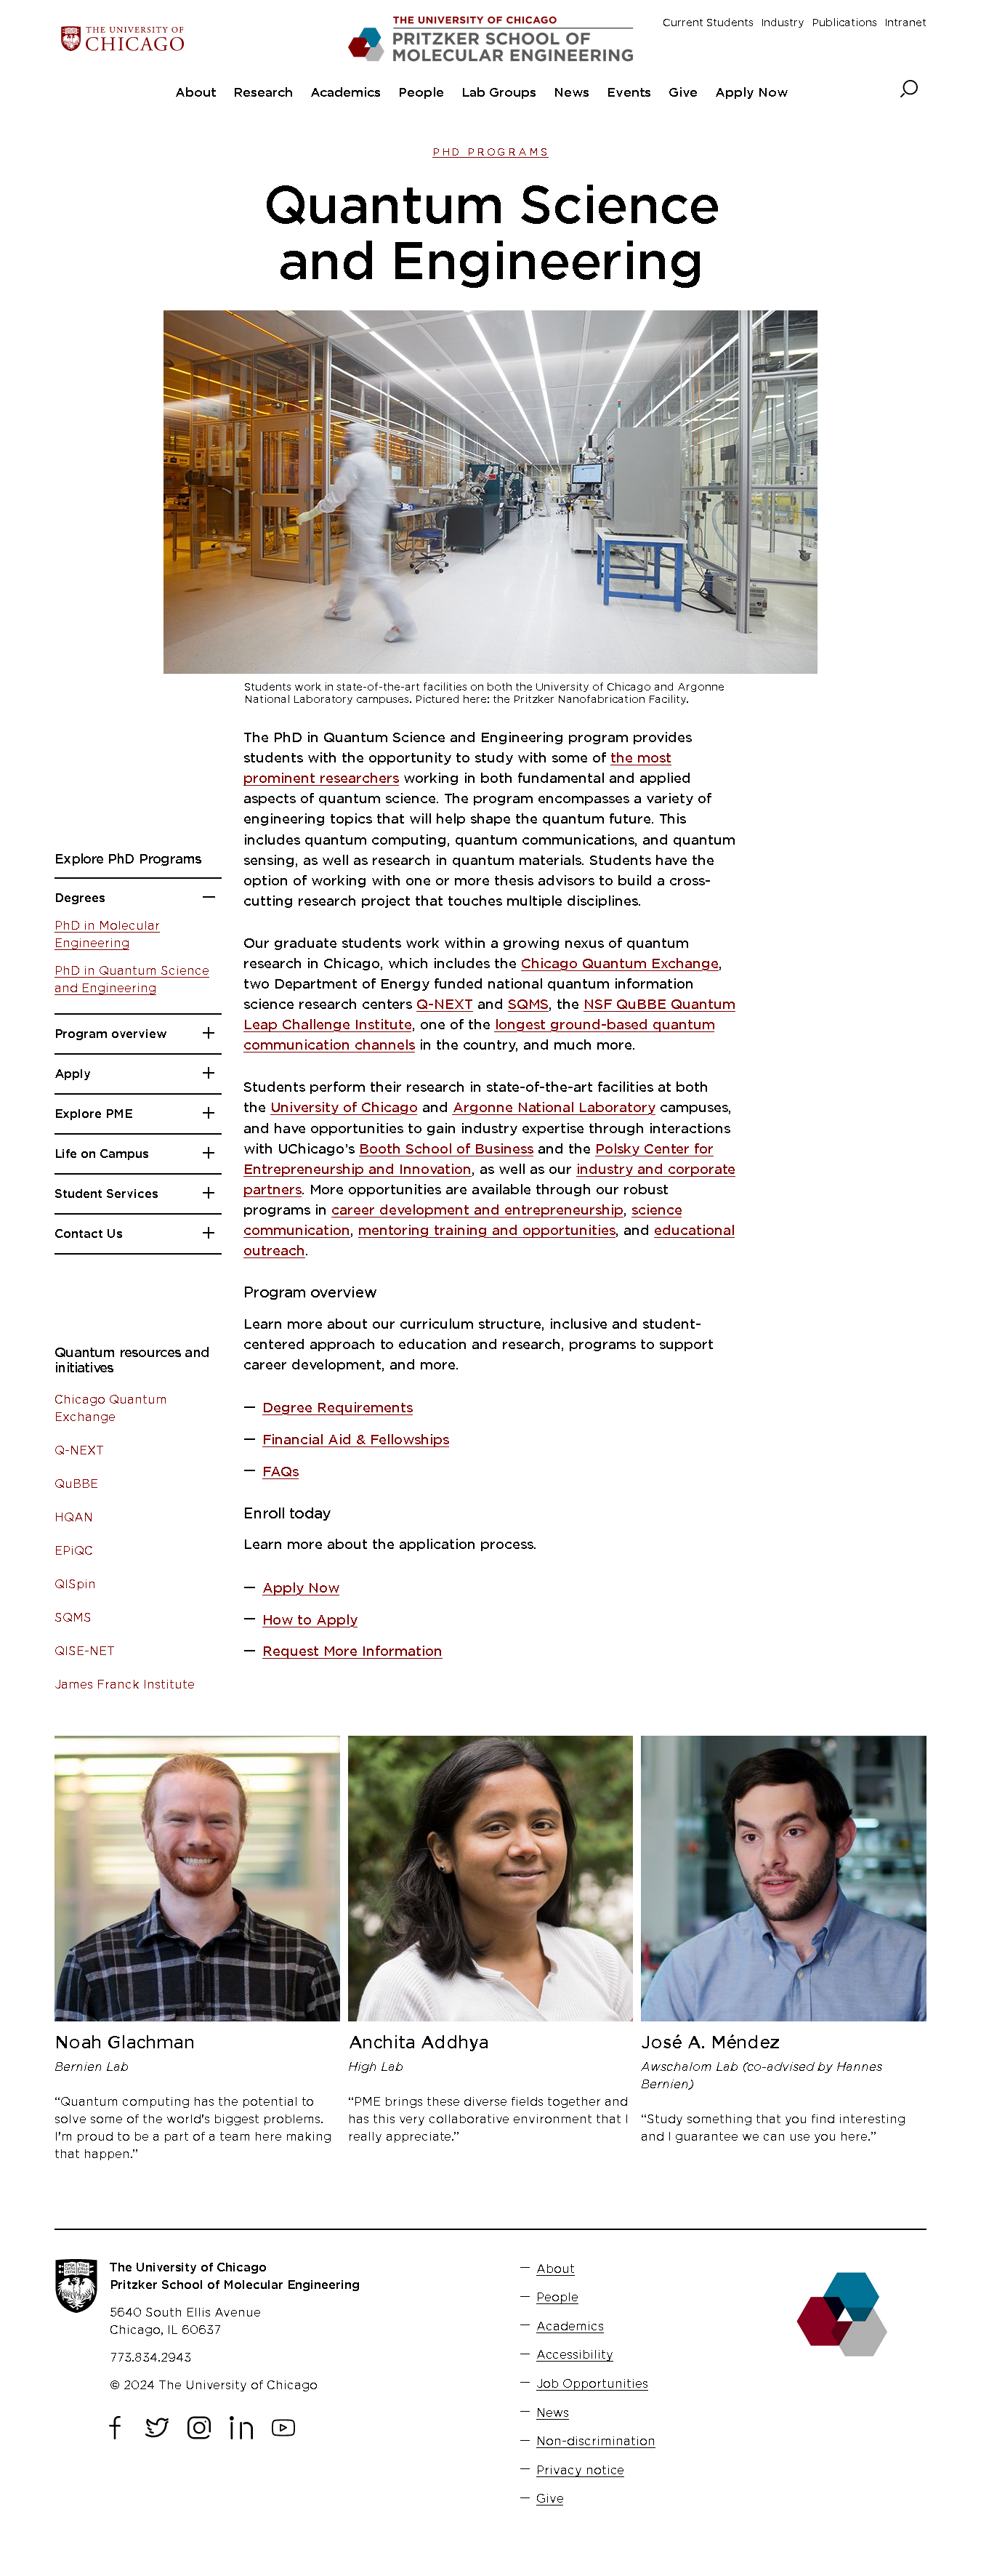 THE UNIVERSITY OF
CHICAGO
THE UNIVERSITY OF CHICAGO
PRITZKER SCHOOL OF
MOLECULAR ENGINEERING
Current Students Industry Publications Intranet
About Research Academics People Lab Groups News Events Give Apply Now
PHD PROGRAMS
Quantum Science
and Engineering
Students work in state-of-the-art facilities on both the University of Chicago and Argonne
National Laboratory campuses. Pictured here: the Pritzker Nanofabrication Facility.
The PhD in Quantum Science and Engineering program provides
students with the opportunity to study with some of the most
prominent researchers working in both fundamental and applied
aspects of quantum science. The program encompasses a variety of
engineering topics that will help shape the quantum future. This
includes quantum computing, quantum communications, and quantum
sensing, as well as research in quantum materials. Students have the
option of working with one or more thesis advisors to build a cross-
cutting research project that touches multiple disciplines.
Our graduate students work within a growing nexus of quantum
research in Chicago, which includes the Chicago Quantum Exchange,
two Department of Energy funded national quantum information
science research centers Q-NEXT and SQMS, the NSF QuBBE Quantum
Leap Challenge Institute, one of the longest ground-based quantum
communication channels in the country, and much more.
Students perform their research in state-of-the-art facilities at both
the University of Chicago and Argonne National Laboratory campuses,
and have opportunities to gain industry expertise through interactions
with UChicago's Booth School of Business and the Polsky Center for
Entrepreneurship and Innovation, as well as our industry and corporate
partners. More opportunities are available through our robust
programs in career development and entrepreneurship, science
communication, mentoring training and opportunities, and educational
outreach.
Program overview
Learn more about our curriculum structure, inclusive and student-
centered approach to education and research, programs to support
career development, and more.
— Degree Requirements
— Financial Aid & Fellowships
— FAQs
Enroll today
Learn more about the application process.
— Apply Now
— How to Apply
— Request More Information
Explore PhD Programs
Degrees
PhD in Molecular
Engineering
PhD in Quantum Science
and Engineering
Program overview
Apply
Explore PME
Life on Campus
Student Services
Contact Us
Quantum resources and
initiatives
Chicago Quantum
Exchange
Q-NEXT
QuBBE
HQAN
EPiQC
QISpin
SQMS
QISE-NET
James Franck Institute
Noah Glachman
Bernien Lab
“Quantum computing has the potential to
solve some of the world's biggest problems.
I'm proud to be a part of a team here making
that happen.”
Anchita Addhya
High Lab
“PME brings these diverse fields together and
has this very collaborative environment that I
really appreciate.”
José A. Méndez
Awschalom Lab (co-advised by Hannes
Bernien)
“Study something that you find interesting
and I guarantee we can use you here.”
The University of Chicago
Pritzker School of Molecular Engineering
5640 South Ellis Avenue
Chicago, IL 60637
773.834.2943
© 2024 The University of Chicago
— About
— People
— Academics
— Accessibility
— Job Opportunities
— News
— Non-discrimination
— Privacy notice
— Give